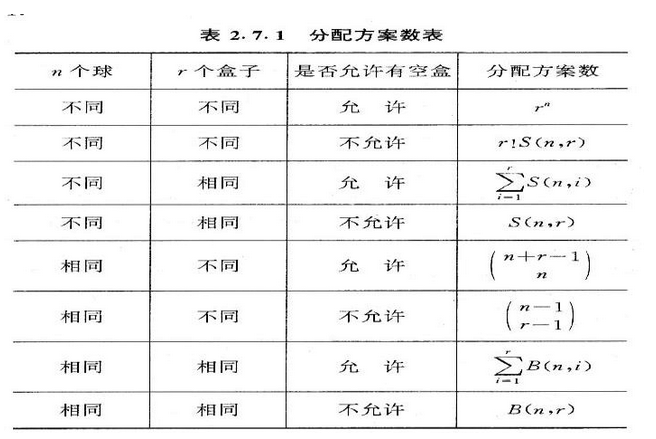 表 2.7.1 分配方案数表
n 个球 r 个盒子 是否允许有空盒 分配方案数
不同 不同 允 许 rⁿ
不同 不同 不允许 r!S(n,r)
不同 相同 允 许 \sum_{i=1}^{r} S(n,i)
不同 相同 不允许 S(n,r)
相同 不同 允 许 \binom{n+r-1}{n}
相同 不同 不允许 \binom{n-1}{r-1}
相同 相同 允 许 \sum_{i=1}^{r} B(n,i)
相同 相同 不允许 B(n,r)